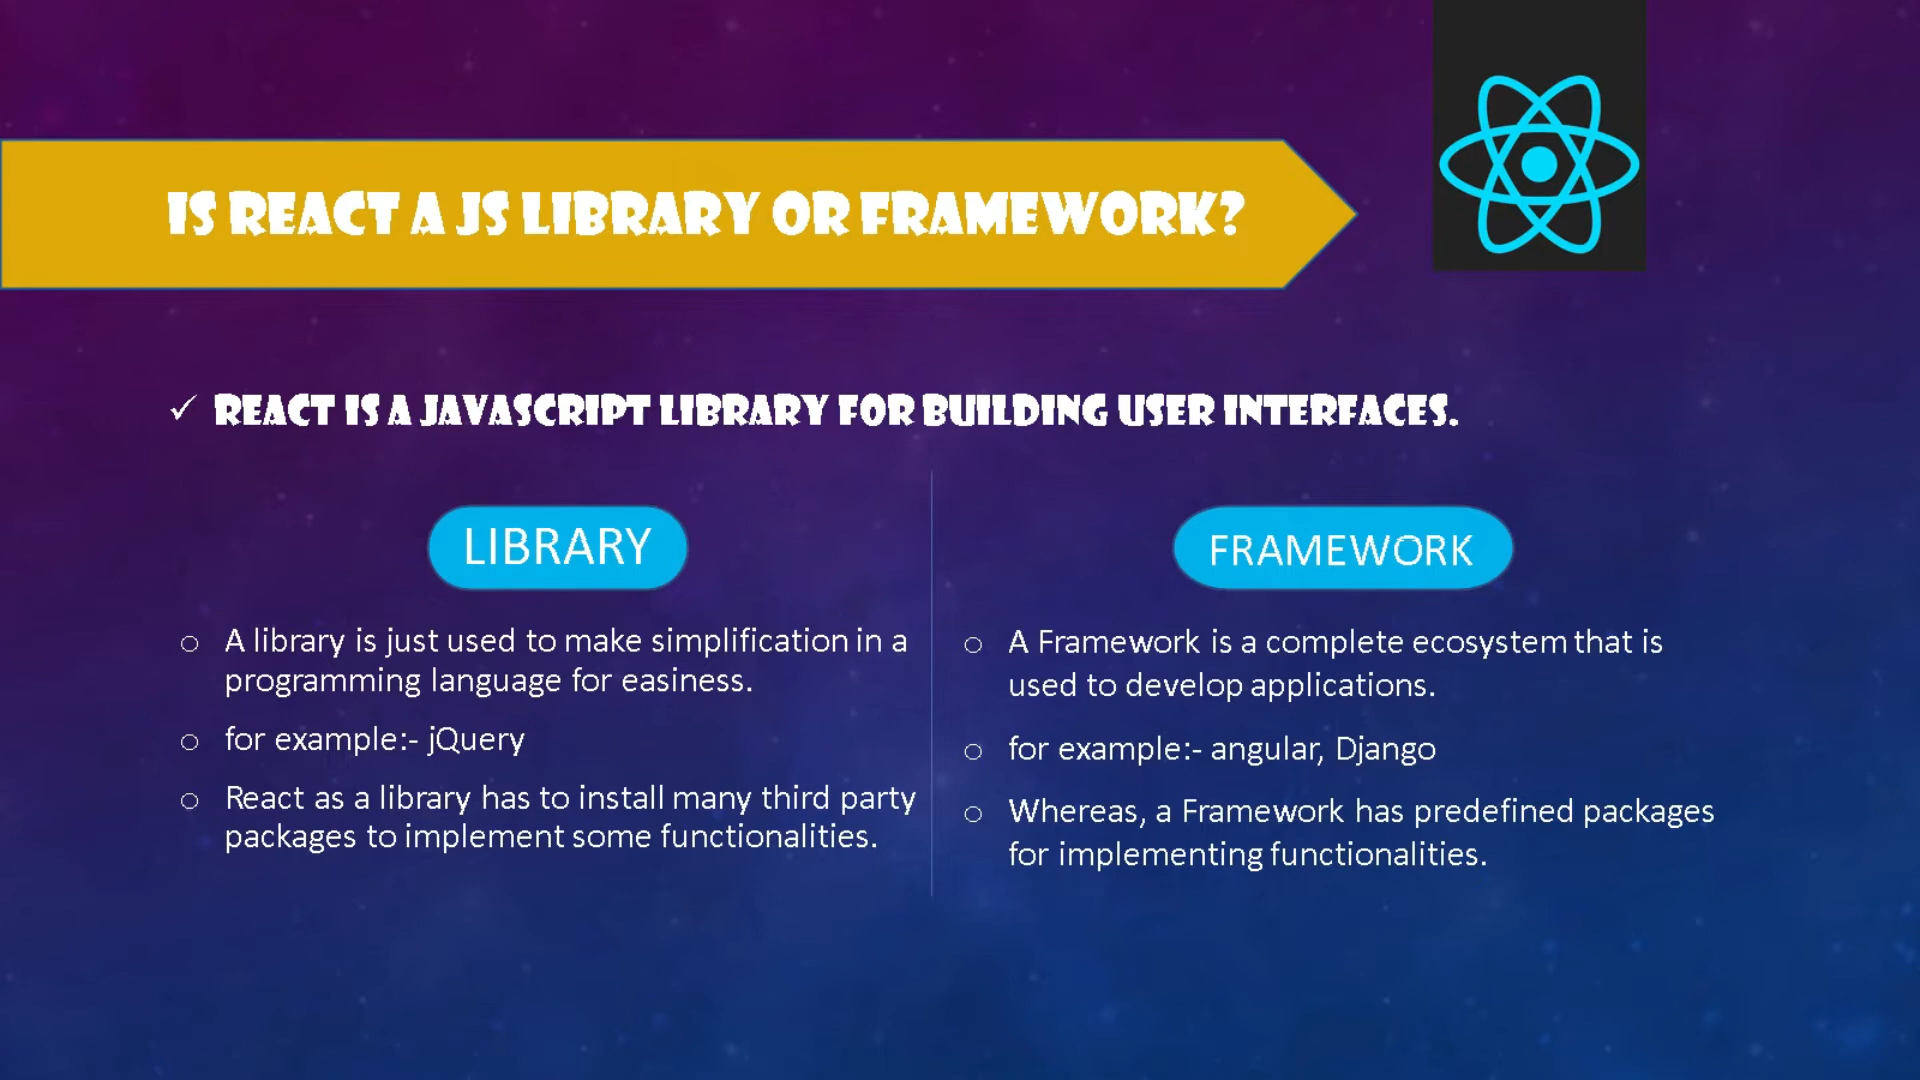 IS REACT A JS LIBRARY OR FRAMEWORK?
✓ REACT IS A JAVASCRIPT LIBRARY FOR BUILDING USER INTERFACES.
LIBRARY
o A library is just used to make simplification in a
programming language for easiness.
o for example:- jQuery
o React as a library has to install many third party
packages to implement some functionalities.
FRAMEWORK
o A Framework is a complete ecosystem that is
used to develop applications.
o for example:- angular, Django
o Whereas, a Framework has predefined packages
for implementing functionalities.